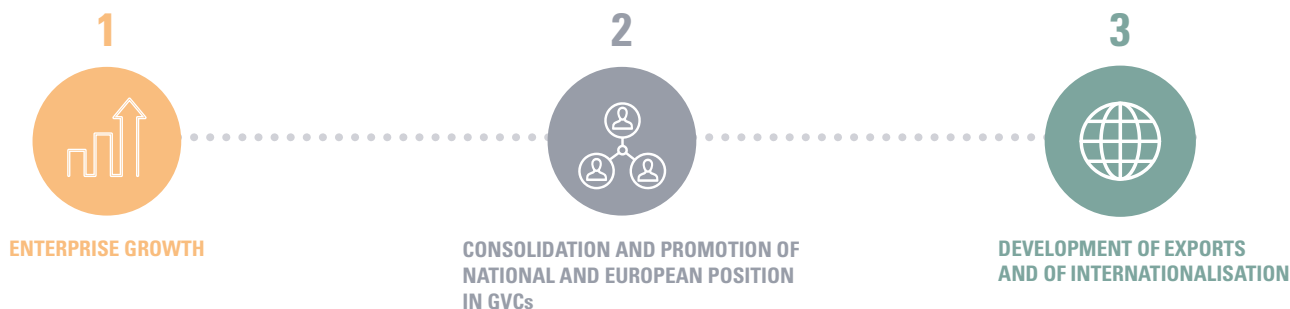 1
ENTERPRISE GROWTH
2
CONSOLIDATION AND PROMOTION OF
NATIONAL AND EUROPEAN POSITION
IN GVCs
3
DEVELOPMENT OF EXPORTS
AND OF INTERNATIONALISATION